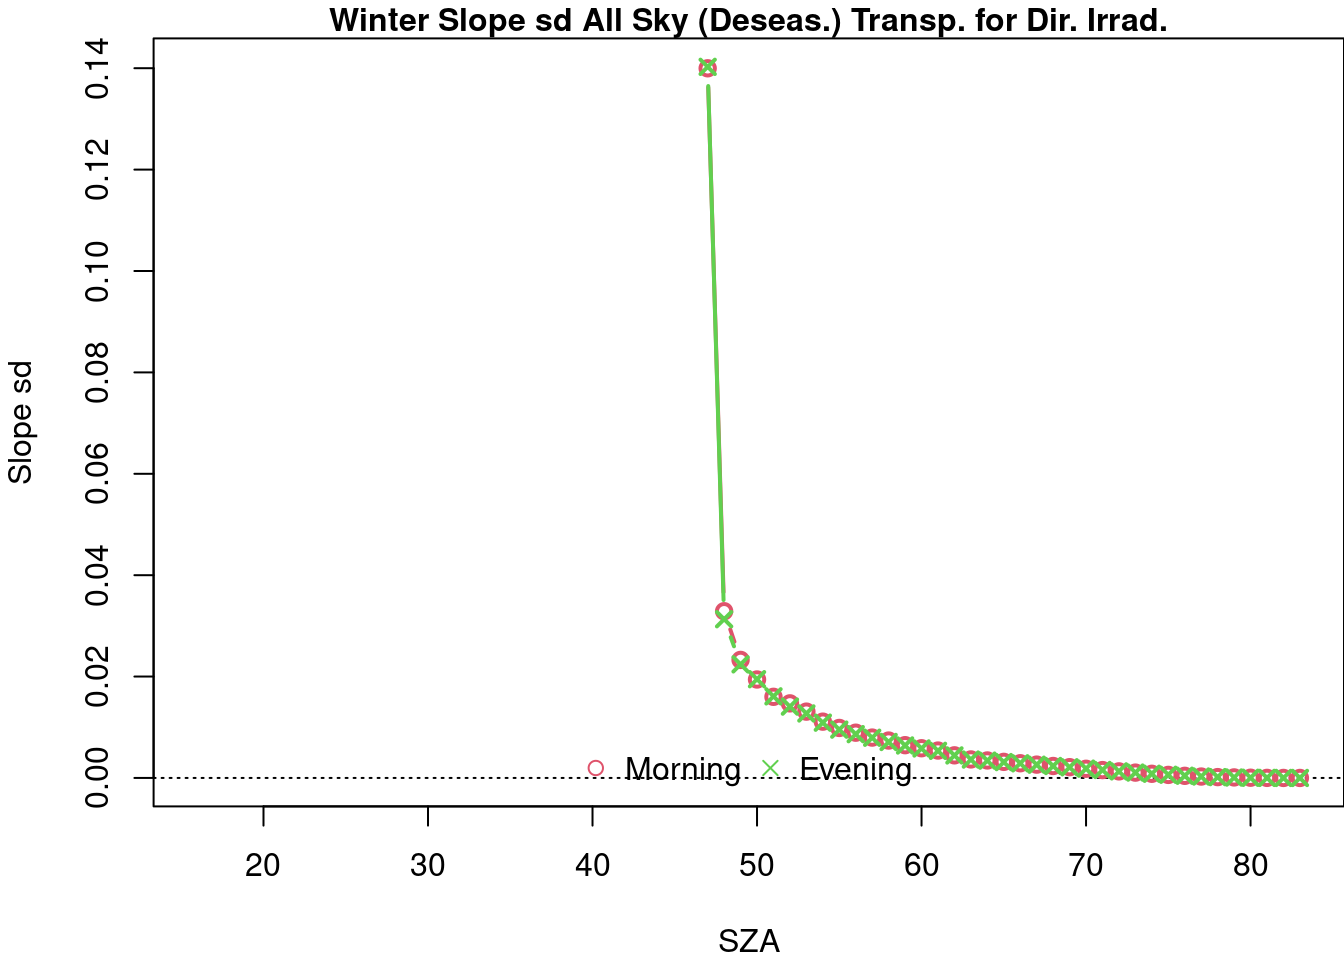 Winter Slope sd All Sky (Deseas.) Transp. for Dir. Irrad.
Slope sd
0.14
0.12
0.10
0.08
0.06
0.04
0.02
0.00
Morning Evening
20 30 40 50 60 70 80
SZA